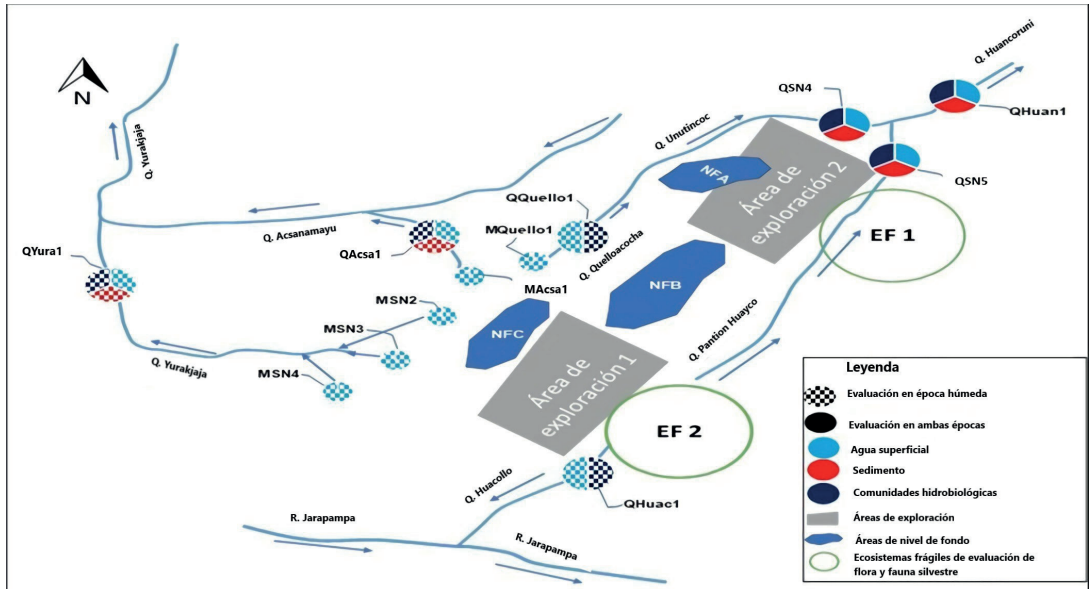 Q. Huancoruni
QSN4
QHuan1
Q. Unutincoc
QSN5
N
Q. Yurakjaja
NFA
Área de
exploración 2
QQuello1
MQuello1
Q. Quelloacocha
EF 1
Q. Acsanamayu
QAcsa1
MAcsa1
QYura1
NFB
MSN2
MSN3
MSN4
Q. Yurakjaja
NFC
Q. Pantion Huayco
Área de
exploración 1
EF 2
Q. Huacollo
QHuac1
R. Jarapampa
R. Jarapampa
Leyenda
Evaluación en época húmeda
Evaluación en ambas épocas
Agua superficial
Sedimento
Comunidades hidrobiológicas
Áreas de exploración
Áreas de nivel de fondo
Ecosistemas frágiles de evaluación de
flora y fauna silvestre